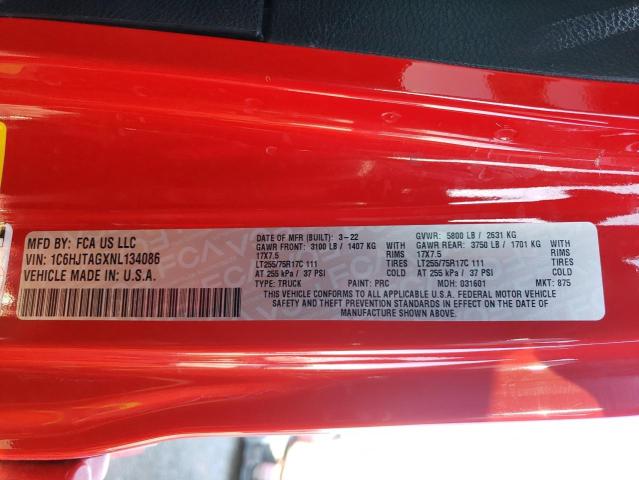 MFD BY: FCA US LLC
VIN: 1C6HJTAGXNL134086
VEHICLE MADE IN: U.S.A.
DATE OF MFR (BUILT): 3-22 GVWR: 5800 LB / 2631 KG
GAWR FRONT: 3100 LB / 1407 KG GAWR REAR: 3750 LB / 1701 KG
17X7.5 RIMS 17X7.5 RIMS
LT255/75R17C 111 TIRES LT255/75R17C 111 TIRES
AT 255 kPa / 37 PSI COLD AT 255 kPa / 37 PSI COLD
TYPE: TRUCK PAINT: PRC MDH: 031601 MKT: 875
THIS VEHICLE CONFORMS TO ALL APPLICABLE U.S.A. FEDERAL MOTOR VEHICLE
SAFETY AND THEFT PREVENTION STANDARDS IN EFFECT ON THE DATE OF
MANUFACTURE SHOWN ABOVE.